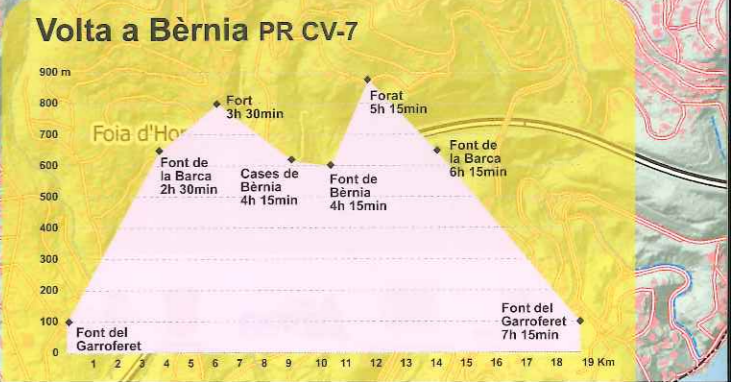 Volta a Bèrnia PR CV-7
900 m
800
700
600
500
400
300
200
100
0
Foia d'Hor
Font del
Garroferet
Font de
la Barca
2h 30min
Fort
3h 30min
Cases de
Bèrnia
4h 15min
Font de
Bèrnia
4h 15min
Forat
5h 15min
Font de
la Barca
6h 15min
Font del
Garroferet
7h 15min
1 2 3 4 5 6 7 8 9 10 11 12 13 14 15 16 17 18 19 Km